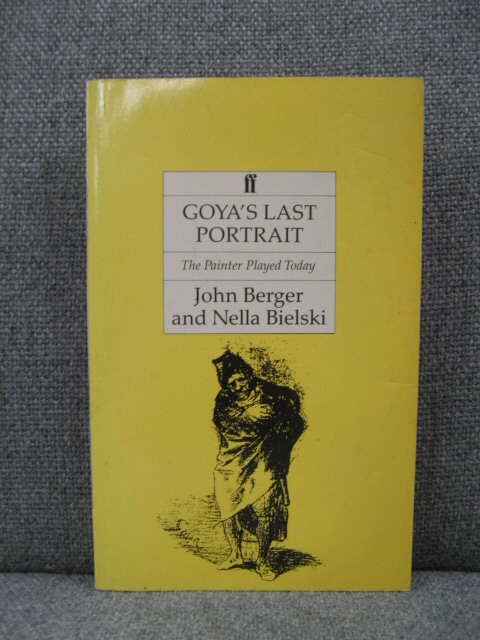 ff
GOYA'S LAST
PORTRAIT
The Painter Played Today
John Berger
and Nella Bielski